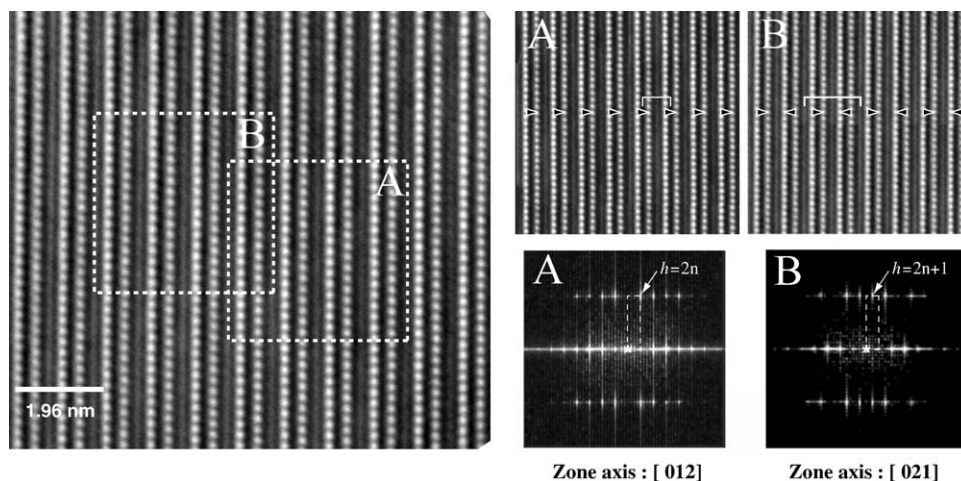 B
A
1.96 nm
A
B
A
h=2n
B
h=2n+1
Zone axis : [ 012]
Zone axis : [ 021]